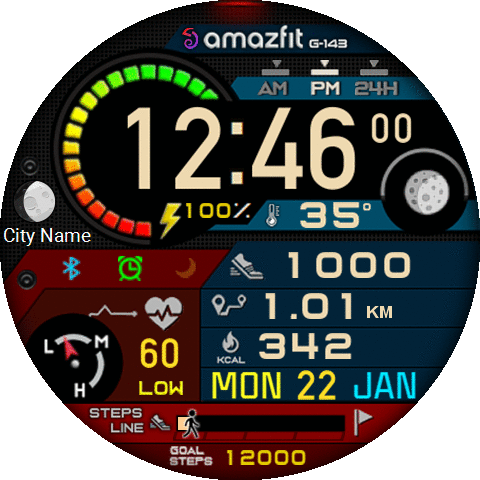 amazfit G-143
AM PM 24H
12:46 00
100% 35°
City Name
1000
1.01 KM
L M H
60 LOW
KCAL 342
MON 22 JAN
STEPS LINE
GOAL STEPS 12000